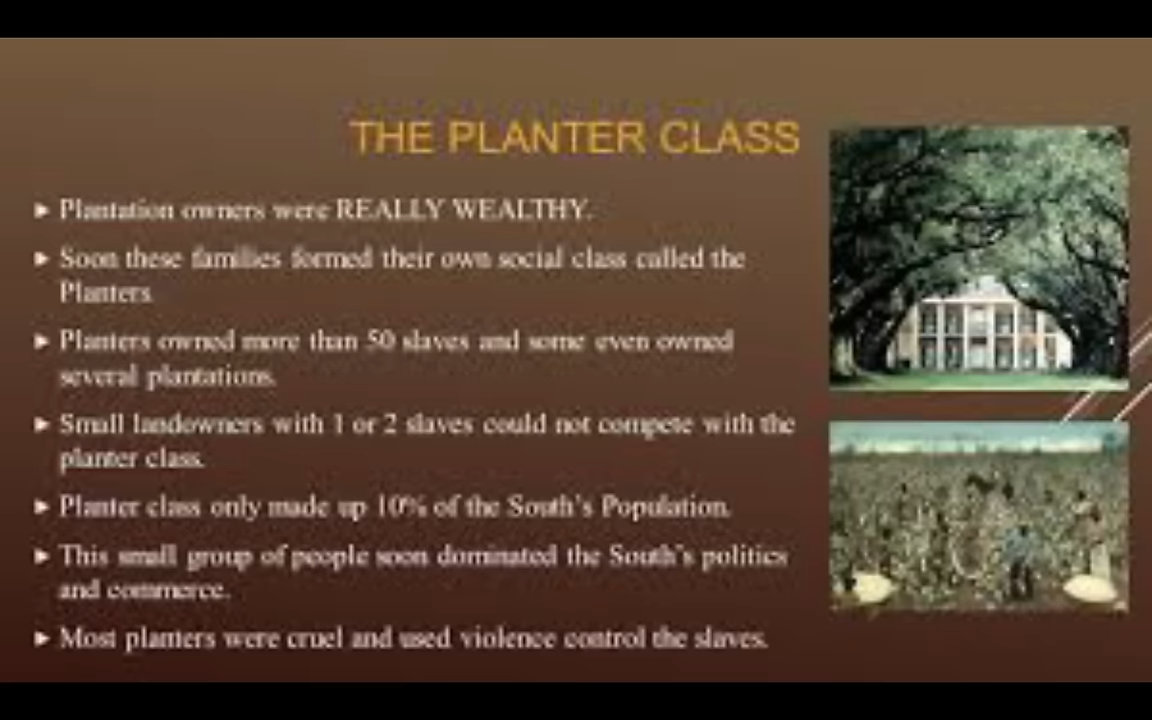 THE PLANTER CLASS
► Plantation owners were REALLY WEALTHY.
► Soon these families formed their own social class called the
Planters.
► Planters owned more than 50 slaves and some even owned
several plantations.
► Small landowners with 1 or 2 slaves could not compete with the
planter class.
► Planter class only made up 10% of the South's Population.
► This small group of people soon dominated the South's politics
and commerce.
► Most planters were cruel and used violence control the slaves.